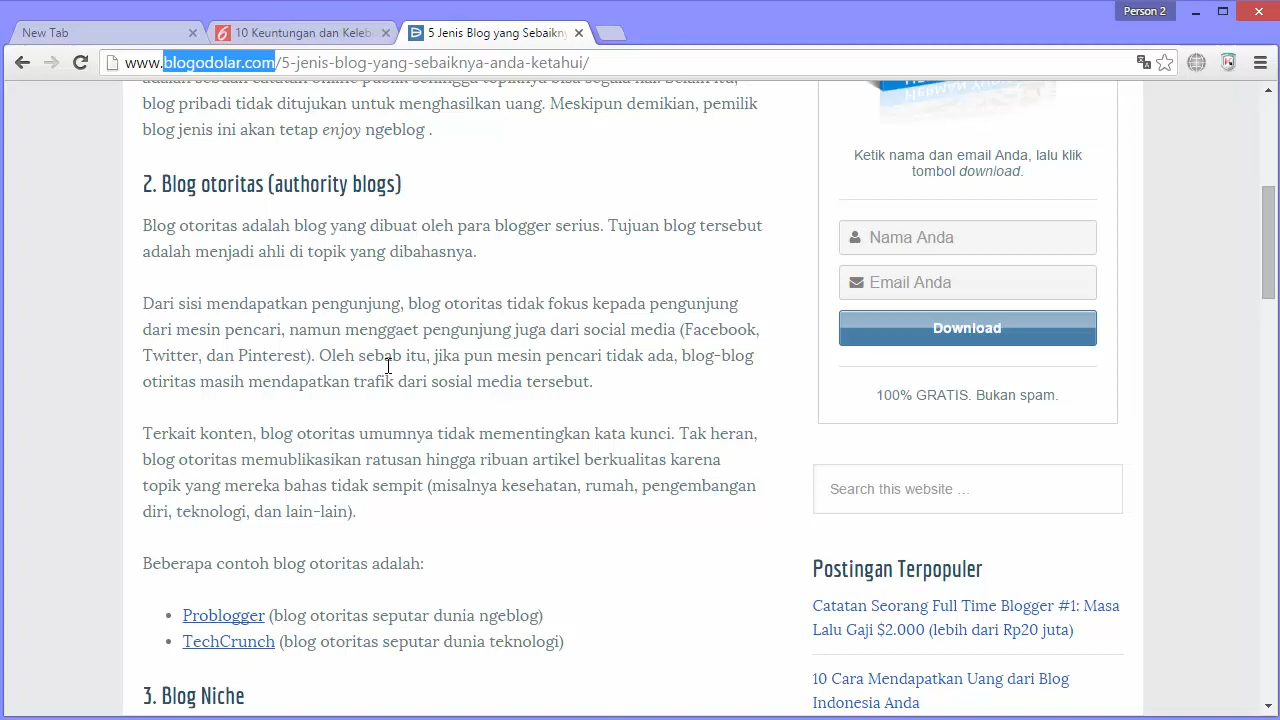 Person 2
New Tab
10 Keuntungan dan Keleb
5 Jenis Blog yang Sebaikny
www.blogodolar.com/5-jenis-blog-yang-sebaiknya-anda-ketahui/
blog pribadi tidak ditujukan untuk menghasilkan uang. Meskipun demikian, pemilik
blog jenis ini akan tetap enjoy ngeblog .
2. Blog otoritas (authority blogs)
Blog otoritas adalah blog yang dibuat oleh para blogger serius. Tujuan blog tersebut
adalah menjadi ahli di topik yang dibahasnya.
Dari sisi mendapatkan pengunjung, blog otoritas tidak fokus kepada pengunjung
dari mesin pencari, namun menggaet pengunjung juga dari social media (Facebook,
Twitter, dan Pinterest). Oleh sebab itu, jika pun mesin pencari tidak ada, blog-blog
otiritas masih mendapatkan trafik dari sosial media tersebut.
Terkait konten, blog otoritas umumnya tidak mementingkan kata kunci. Tak heran,
blog otoritas memublikasikan ratusan hingga ribuan artikel berkualitas karena
topik yang mereka bahas tidak sempit (misalnya kesehatan, rumah, pengembangan
diri, teknologi, dan lain-lain).
Beberapa contoh blog otoritas adalah:
• Problogger (blog otoritas seputar dunia ngeblog)
• TechCrunch (blog otoritas seputar dunia teknologi)
3. Blog Niche
Ketik nama dan email Anda, lalu klik
tombol download.
Nama Anda
Email Anda
Download
100% GRATIS. Bukan spam.
Search this website …
Postingan Terpopuler
Catatan Seorang Full Time Blogger #1: Masa
Lalu Gaji $2.000 (lebih dari Rp20 juta)
10 Cara Mendapatkan Uang dari Blog
Indonesia Anda